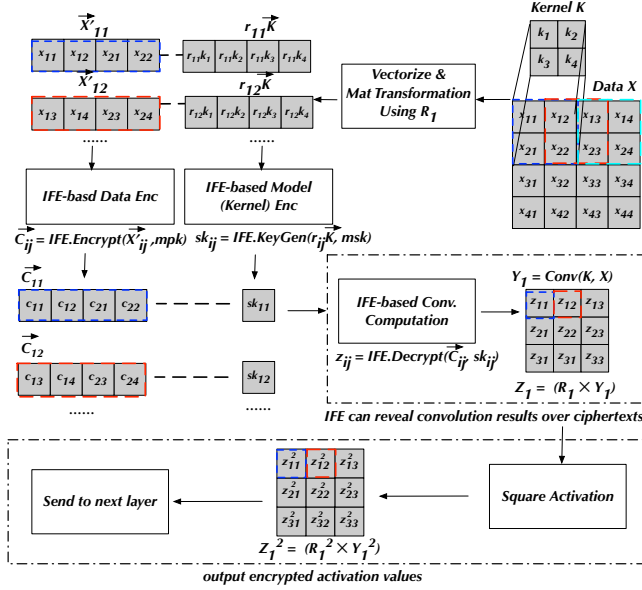 Kernel K
k1 k2
k3 k4
Data X
x11 x12 x13 x14
x21 x22 x23 x24
x31 x32 x33 x34
x41 x42 x43 x44
Vectorize &
Mat Transformation
Using R1
X'11
x11 x12 x21 x22
r11K
r11k1 r11k2 r11k3 r11k4
X'12
x13 x14 x23 x24
r12K
r12k1 r12k2 r12k3 r12k4
......
......
IFE-basd Data Enc
IFE-based Model
(Kernel) Enc
Cij = IFE.Encrypt(X'ij ,mpk)
skij = IFE.KeyGen(rijK, msk)
C11
c11 c12 c21 c22
sk11
C12
c13 c14 c23 c24
sk12
......
......
IFE-based Conv.
Computation
zij = IFE.Decrypt(Cij, skij)
Y1 = Conv(K, X)
z11 z12 z13
z21 z22 z23
z31 z31 z33
Z1 = (R1 × Y1)
IFE can reveal convolution results over ciphertexts
Square Activation
z11^2 z12^2 z13^2
z21^2 z22^2 z23^2
z31^2 z32^2 z33^2
Z1^2 = (R1^2 × Y1^2)
Send to next layer
output encrypted activation values